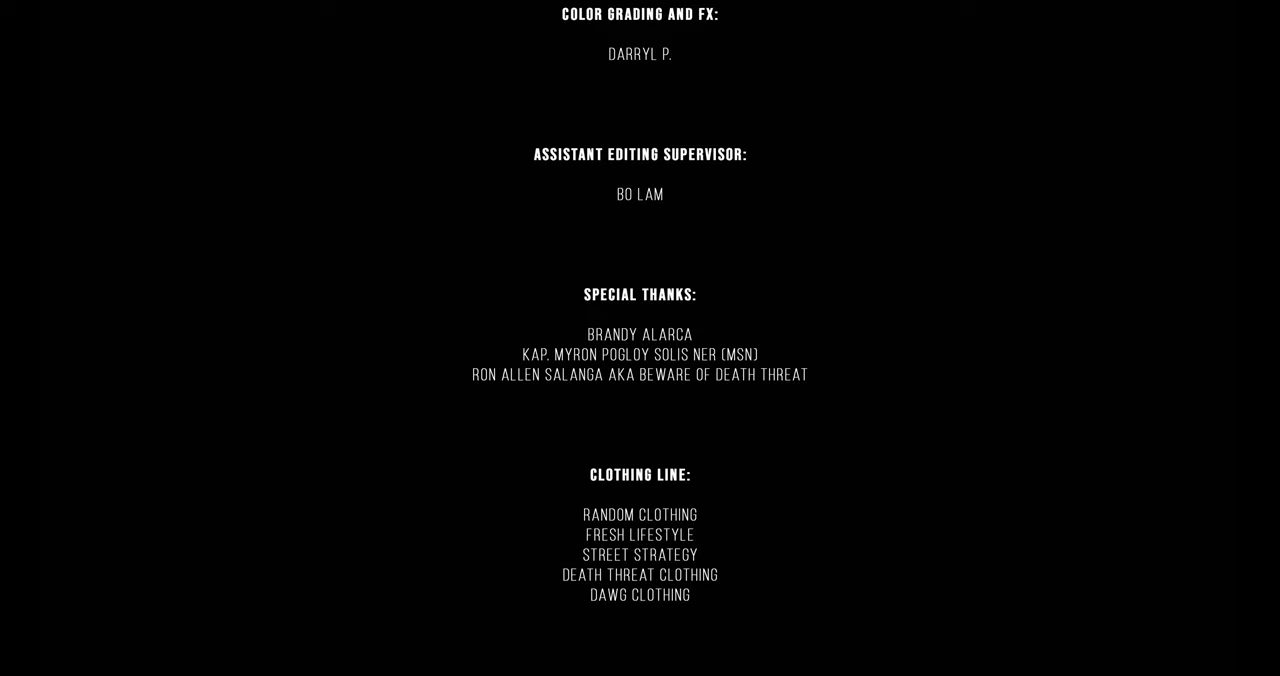 COLOR GRADING AND FX:
DARRYL P.
ASSISTANT EDITING SUPERVISOR:
BO LAM
SPECIAL THANKS:
BRANDY ALARCA
KAP. MYRON POGLOY SOLIS NER (MSN)
RON ALLEN SALANGA AKA BEWARE OF DEATH THREAT
CLOTHING LINE:
RANDOM CLOTHING
FRESH LIFESTYLE
STREET STRATEGY
DEATH THREAT CLOTHING
DAWG CLOTHING